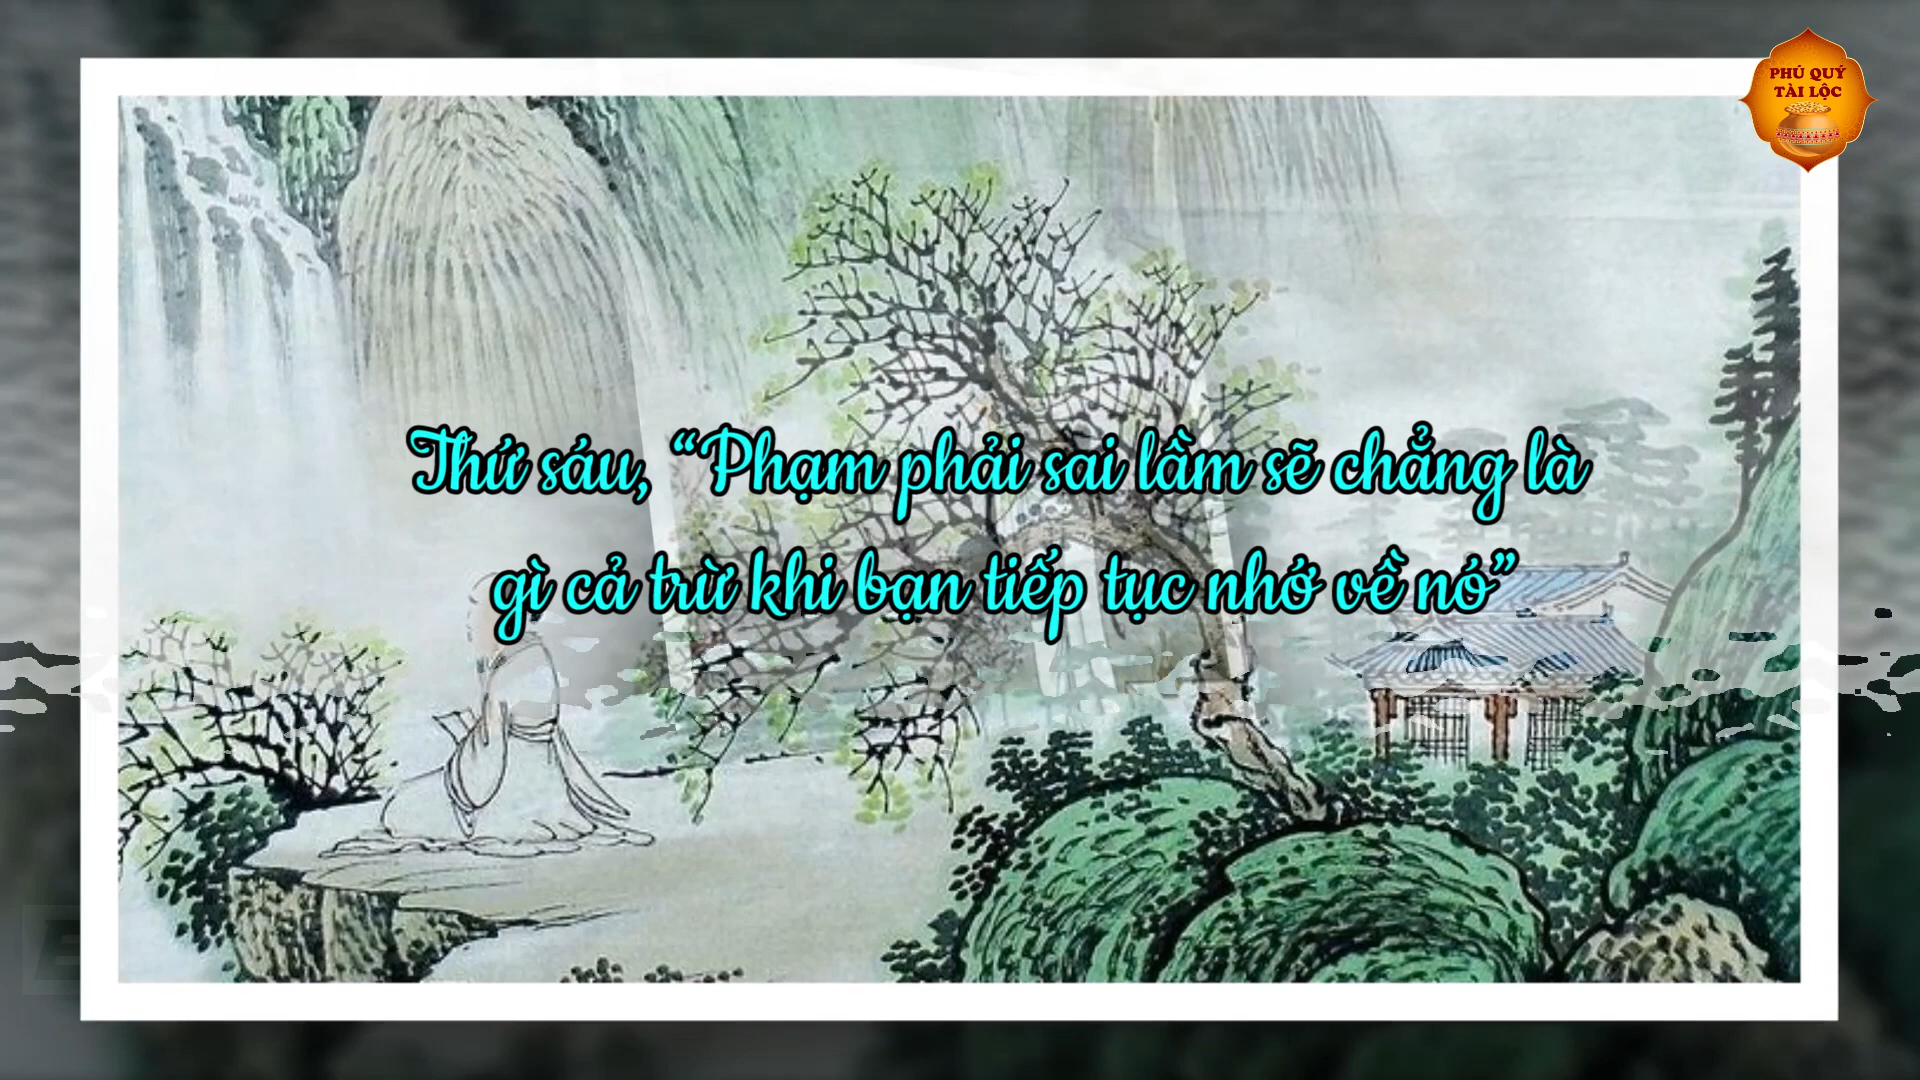 PHÚ QUÝ
TÀI LỘC
Thứ sáu, “Phạm phải sai lầm sẽ chẳng là
gì cả trừ khi bạn tiếp tục nhớ về nó”